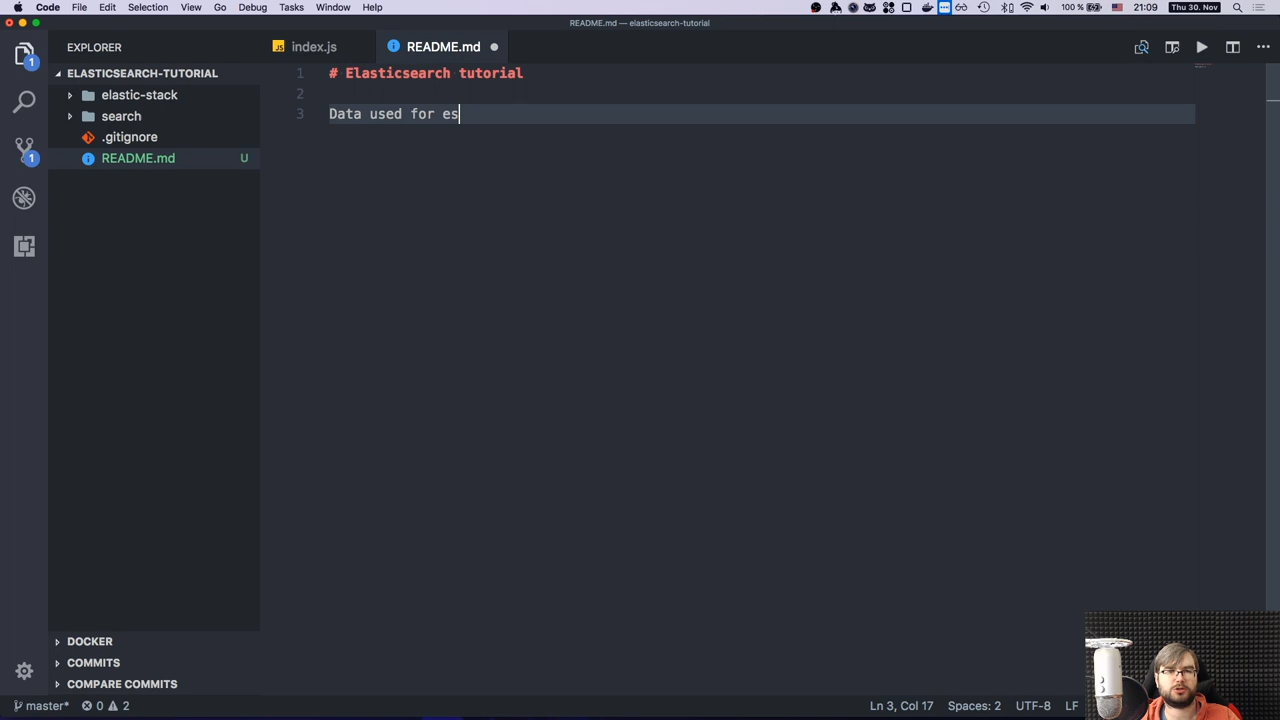 Code File Edit Selection View Go Debug Tasks Window Help 100 % Thu 30. Nov 21:09
README.md — elasticsearch-tutorial
EXPLORER
index.js
README.md
ELASTICSEARCH-TUTORIAL
elastic-stack
search
.gitignore
README.md U
1
1
1 # Elasticsearch tutorial
2
3 Data used for es
DOCKER
COMMITS
COMPARE COMMITS
master* 0 2 Ln 3, Col 17 Spaces: 2 UTF-8 LF